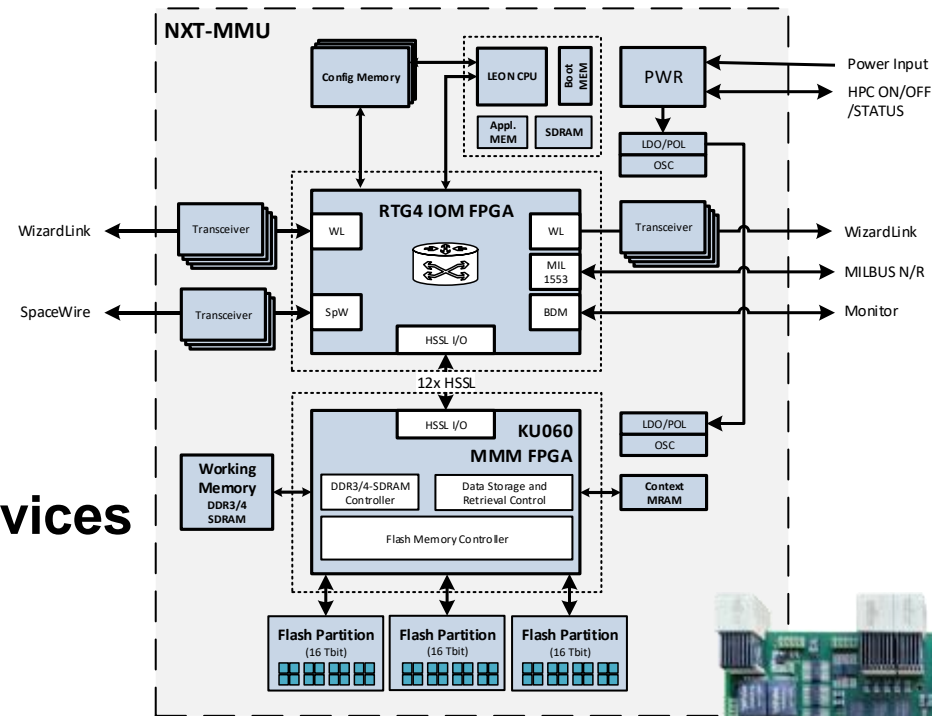 NXT-MMU
Config Memory
LEON CPU
Boot
MEM
Appl.
MEM
SDRAM
PWR
Power Input
HPC ON/OFF
/STATUS
LDO/POL
OSC
RTG4 IOM FPGA
WizardLink
Transceiver
WL
WL
Transceiver
WizardLink
MIL
1553
MILBUS N/R
SpaceWire
Transceiver
SpW
BDM
Monitor
HSSL I/O
12x HSSL
HSSL I/O
KU060
MMM FPGA
LDO/POL
OSC
Working
Memory
DDR3/4
SDRAM
DDR3/4-SDRAM
Controller
Data Storage and
Retrieval Control
Context
MRAM
vices
Flash Memory Controller
Flash Partition
(16 Tbit)
Flash Partition
(16 Tbit)
Flash Partition
(16 Tbit)